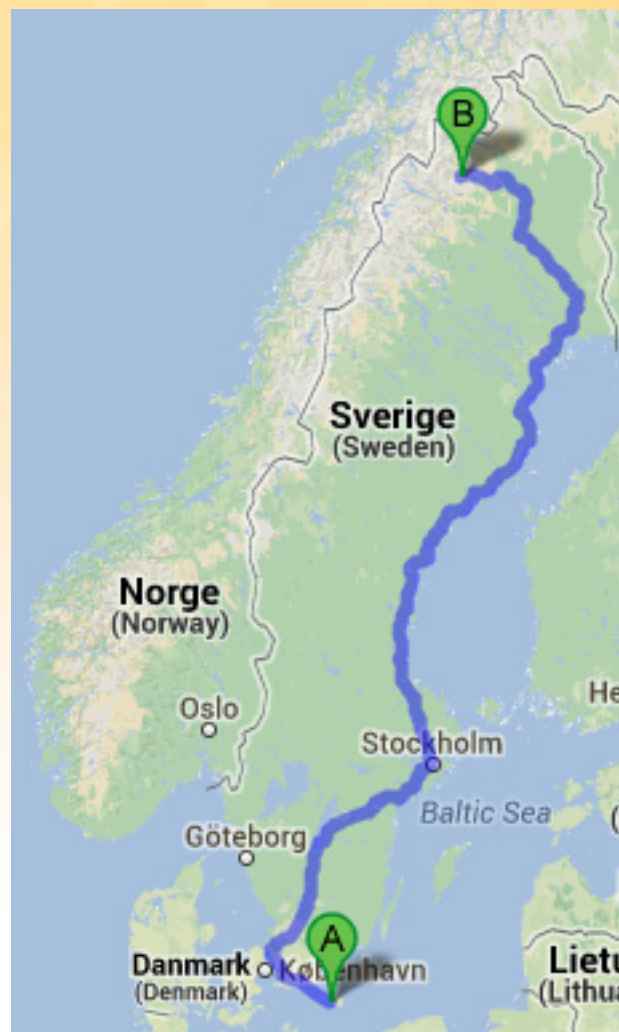 B
Sverige
(Sweden)
Norge
(Norway)
He
Oslo
Stockholm
Baltic Sea
(
Göteborg
A
Danmark
(Denmark)
København
Lietu
(Lithua